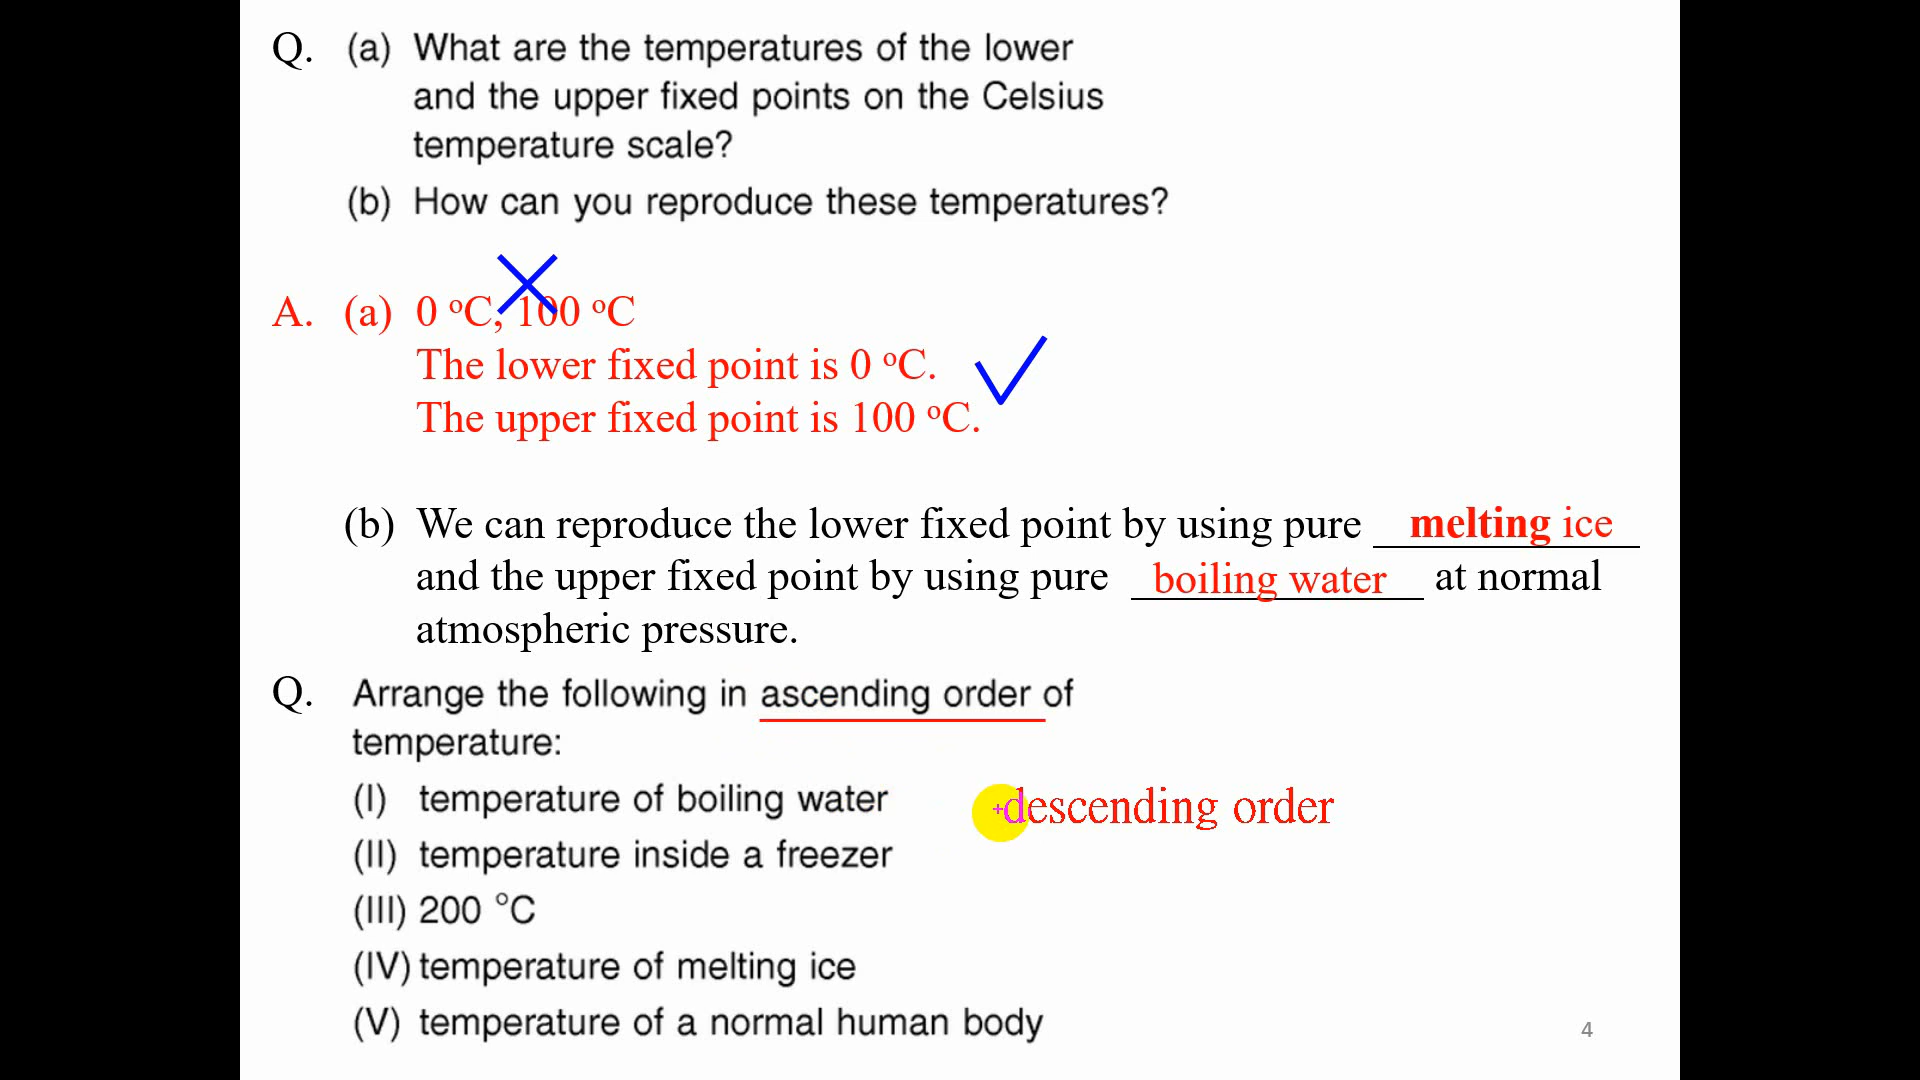 Q. (a) What are the temperatures of the lower
and the upper fixed points on the Celsius
temperature scale?
(b) How can you reproduce these temperatures?
A. (a) 0 °C, 100 °C
The lower fixed point is 0 °C.
The upper fixed point is 100 °C.
(b) We can reproduce the lower fixed point by using pure melting ice
and the upper fixed point by using pure boiling water at normal
atmospheric pressure.
Q. Arrange the following in ascending order of
temperature:
(I) temperature of boiling water
descending order
(II) temperature inside a freezer
(III) 200 °C
(IV) temperature of melting ice
(V) temperature of a normal human body
4